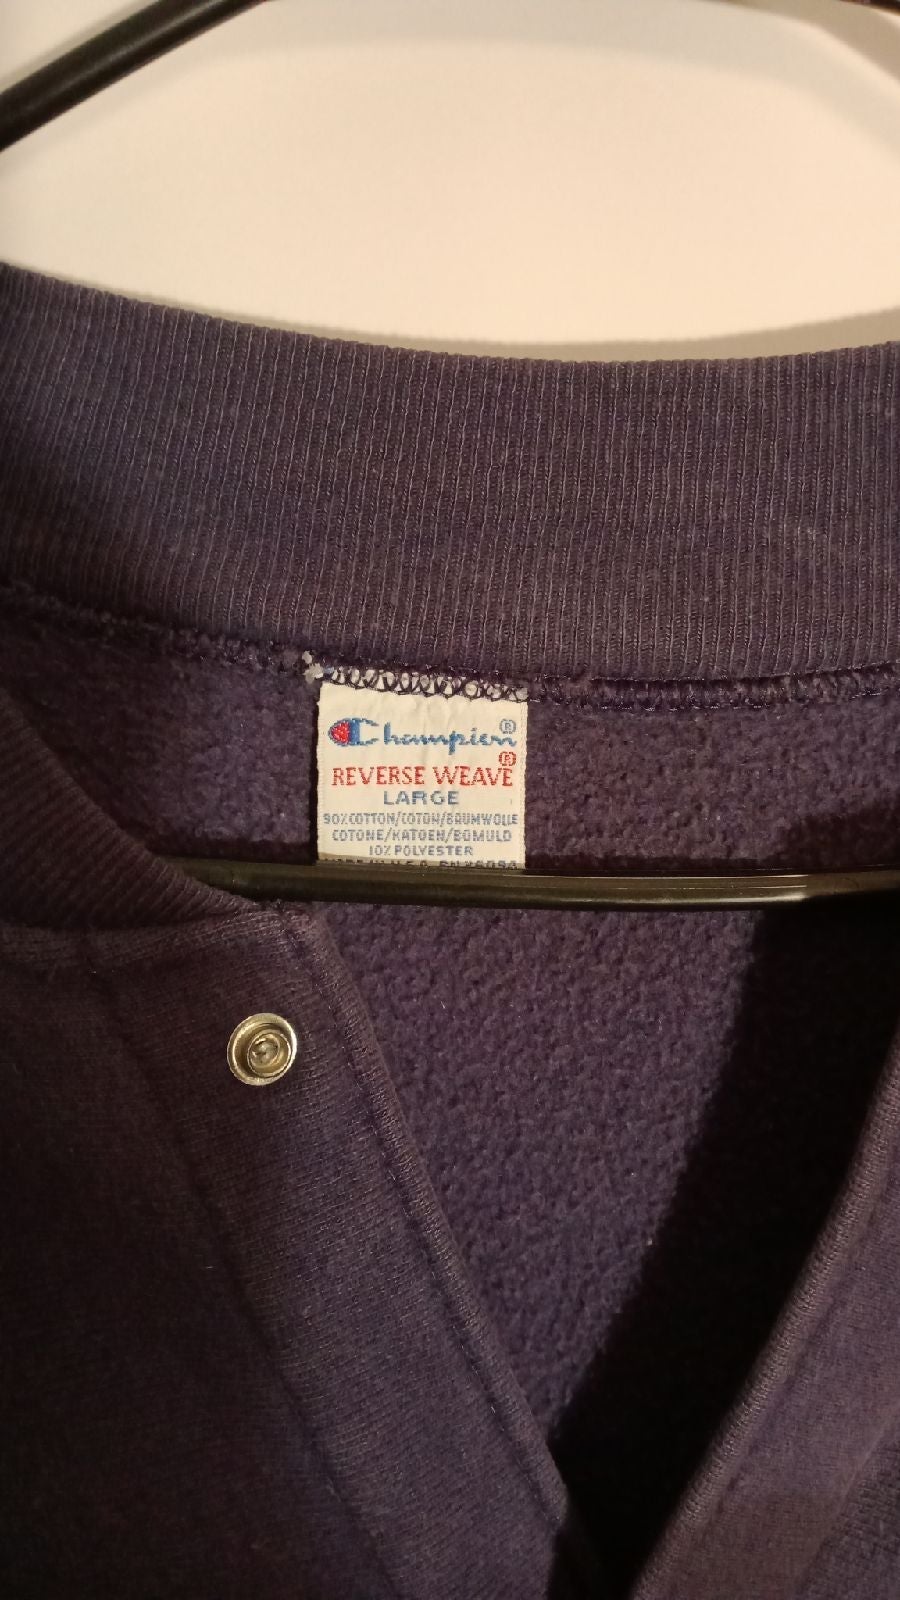 Champion®
REVERSE WEAVE®
LARGE
90% COTTON/COTON/BAUMWOLLE
COTONE/KATOEN/BOMULD
10% POLYESTER